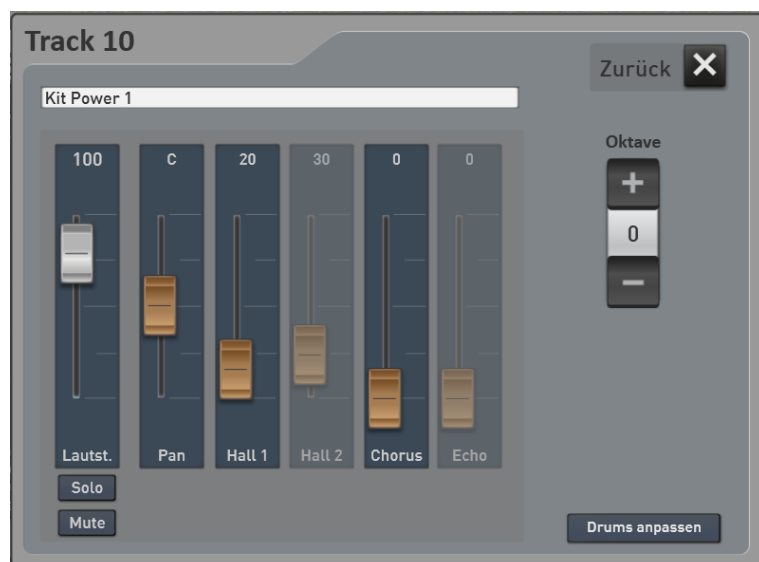 Track 10
Zurück
Kit Power 1
Oktave
100 C 20 30 0 0
+
0
−
Lautst. Pan Hall 1 Hall 2 Chorus Echo
Solo
Mute
Drums anpassen